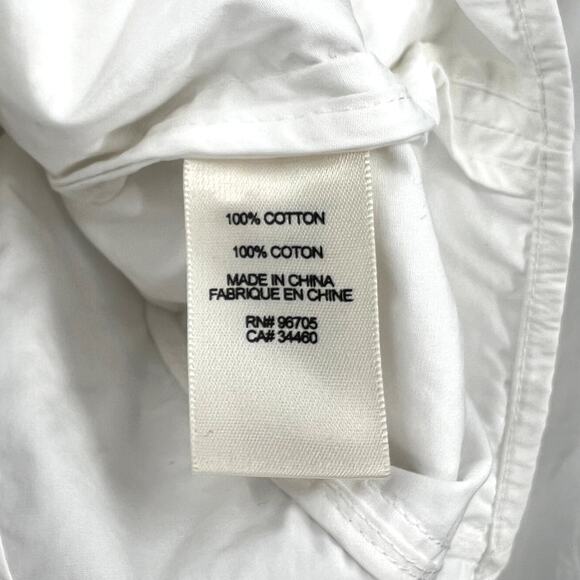 100% COTTON
100% COTON
MADE IN CHINA
FABRIQUE EN CHINE
RN# 96705
CA# 34460